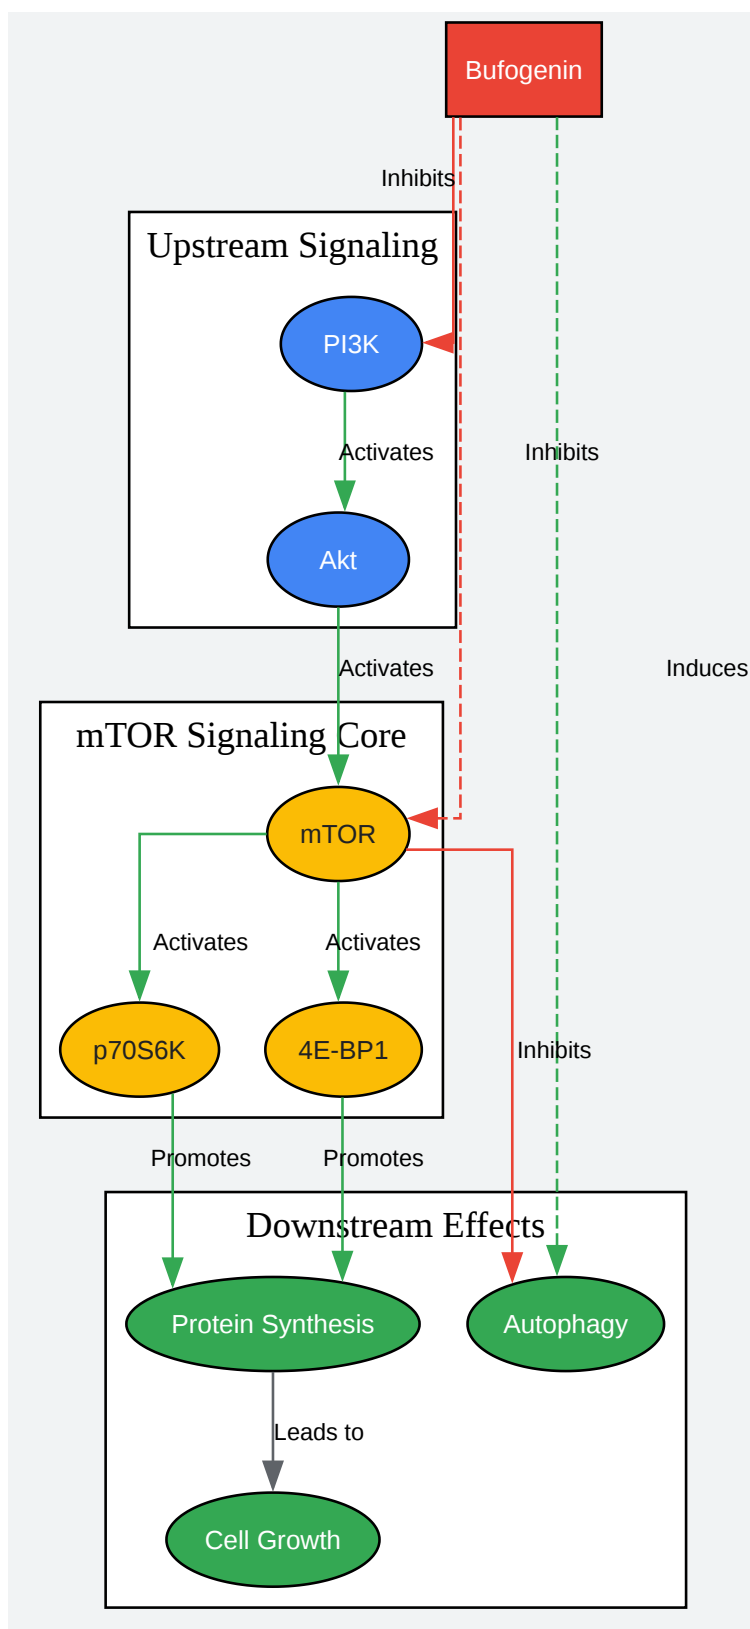 Bufogenin
Inhibits
Upstream Signaling
PI3K
Activates
Inhibits
Akt
Activates
Induces
mTOR Signaling Core
mTOR
Activates
Activates
p70S6K
4E-BP1
Inhibits
Promotes
Promotes
Downstream Effects
Protein Synthesis
Autophagy
Leads to
Cell Growth